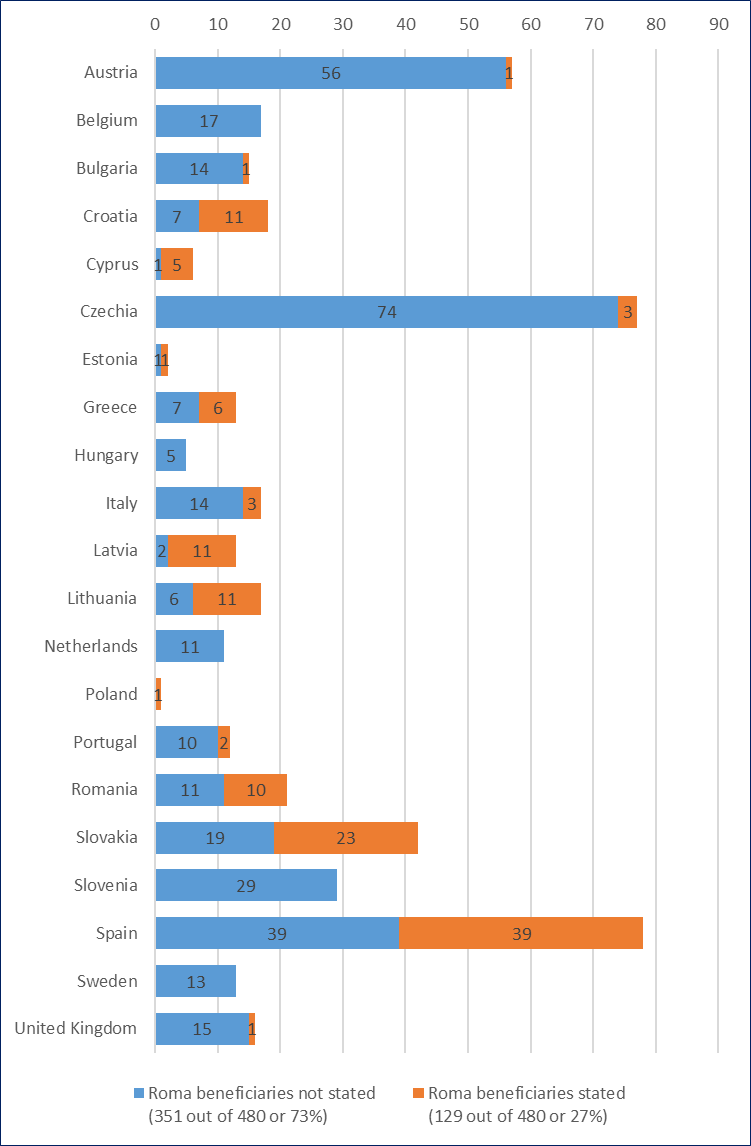 0 10 20 30 40 50 60 70 80 90
Austria 56 1
Belgium 17
Bulgaria 14 1
Croatia 7 11
Cyprus 1 5
Czechia 74 3
Estonia 1 1
Greece 7 6
Hungary 5
Italy 14 3
Latvia 2 11
Lithuania 6 11
Netherlands 11
Poland 1
Portugal 10 2
Romania 11 10
Slovakia 19 23
Slovenia 29
Spain 39 39
Sweden 13
United Kingdom 15 1
Roma beneficiaries not stated
(351 out of 480 or 73%)
Roma beneficiaries stated
(129 out of 480 or 27%)